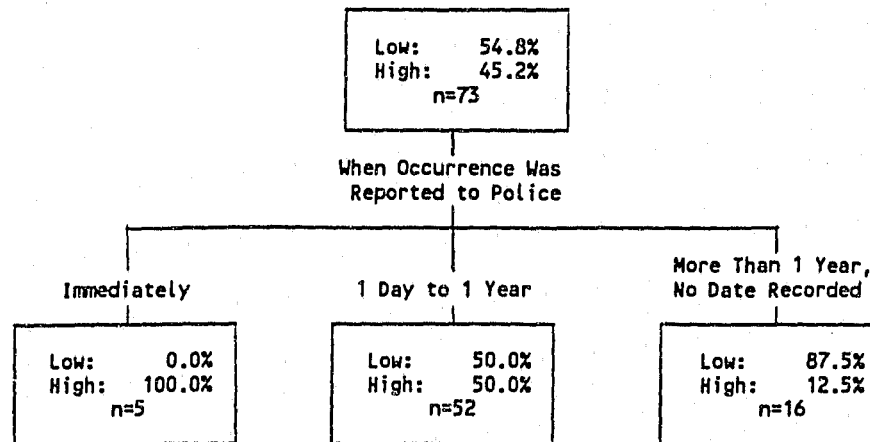 Low: 54.8%
High: 45.2%
n=73
When Occurrence Was
Reported to Police
Immediately
Low: 0.0%
High: 100.0%
n=5
1 Day to 1 Year
Low: 50.0%
High: 50.0%
n=52
More Than 1 Year,
No Date Recorded
Low: 87.5%
High: 12.5%
n=16